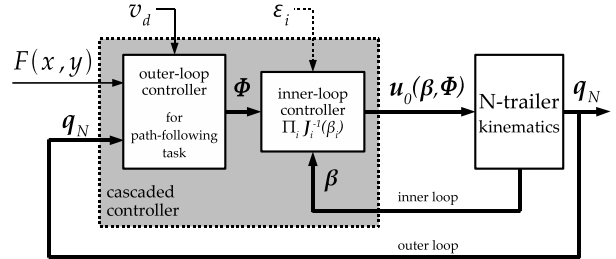 v_d
ε_i
F(x,y)
outer-loop
controller
for
path-following
task
Φ
inner-loop
controller
Π_i J_i^{-1}(β_i)
u_0(β,Φ)
N-trailer
kinematics
q_N
q_N
β
cascaded
controller
inner loop
outer loop